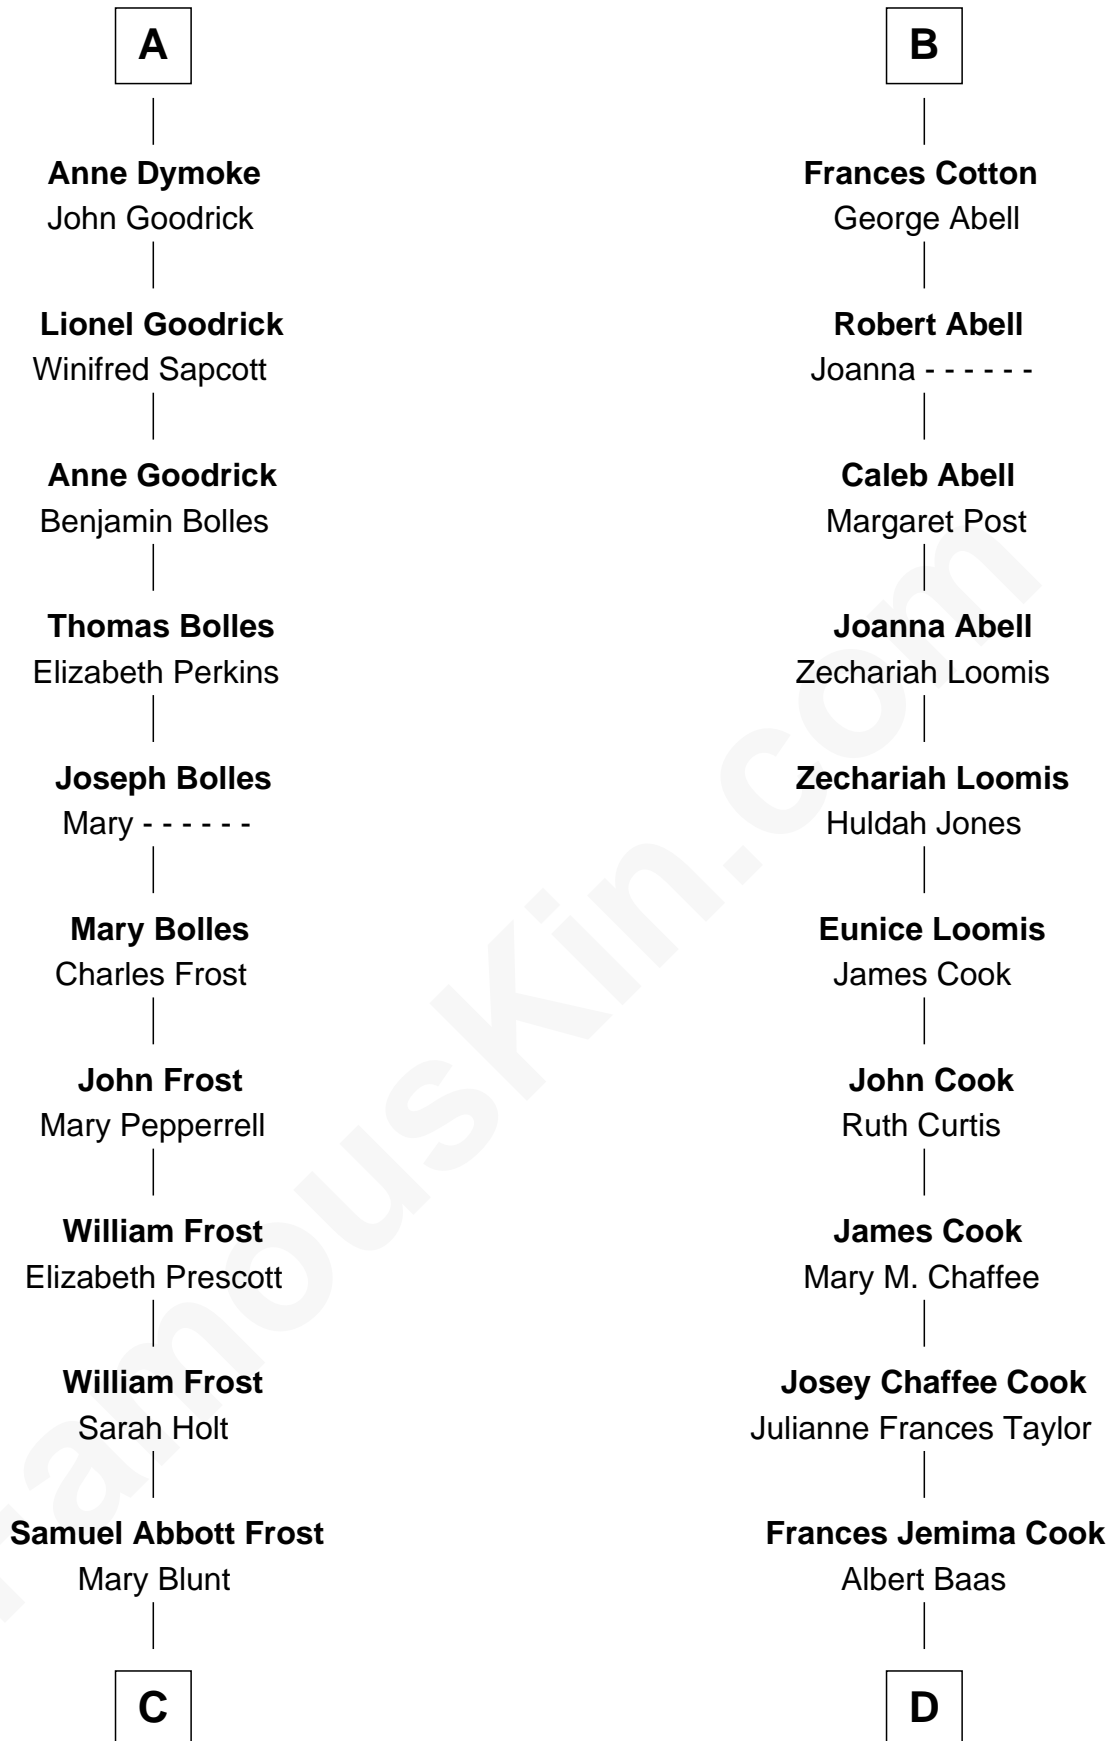 A
Anne Dymoke
John Goodrick
Lionel Goodrick
Winifred Sapcott
Anne Goodrick
Benjamin Bolles
Thomas Bolles
Elizabeth Perkins
Joseph Bolles
Mary - - - - - -
Mary Bolles
Charles Frost
John Frost
Mary Pepperrell
William Frost
Elizabeth Prescott
William Frost
Sarah Holt
Samuel Abbott Frost
Mary Blunt
C
B
Frances Cotton
George Abell
Robert Abell
Joanna - - - - - -
Caleb Abell
Margaret Post
Joanna Abell
Zechariah Loomis
Zechariah Loomis
Huldah Jones
Eunice Loomis
James Cook
John Cook
Ruth Curtis
James Cook
Mary M. Chaffee
Josey Chaffee Cook
Julianne Frances Taylor
Frances Jemima Cook
Albert Baas
D
FamousKin.com